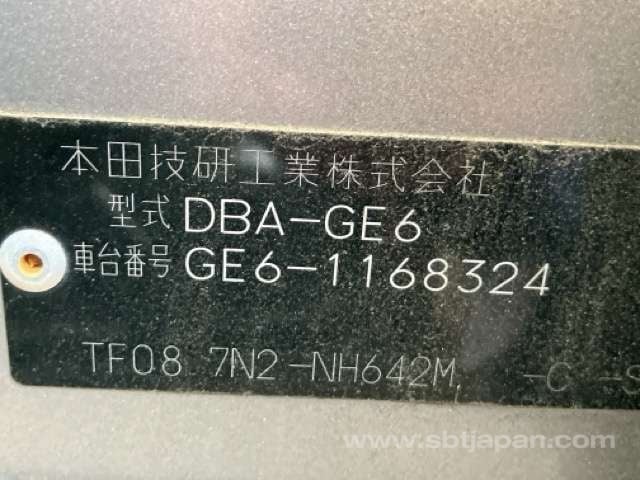 本田技研工業株式会社
型式 DBA-GE6
車台番号 GE6-1168324
TF08 7N2-NH642M -C -S
www.sbtjapan.com